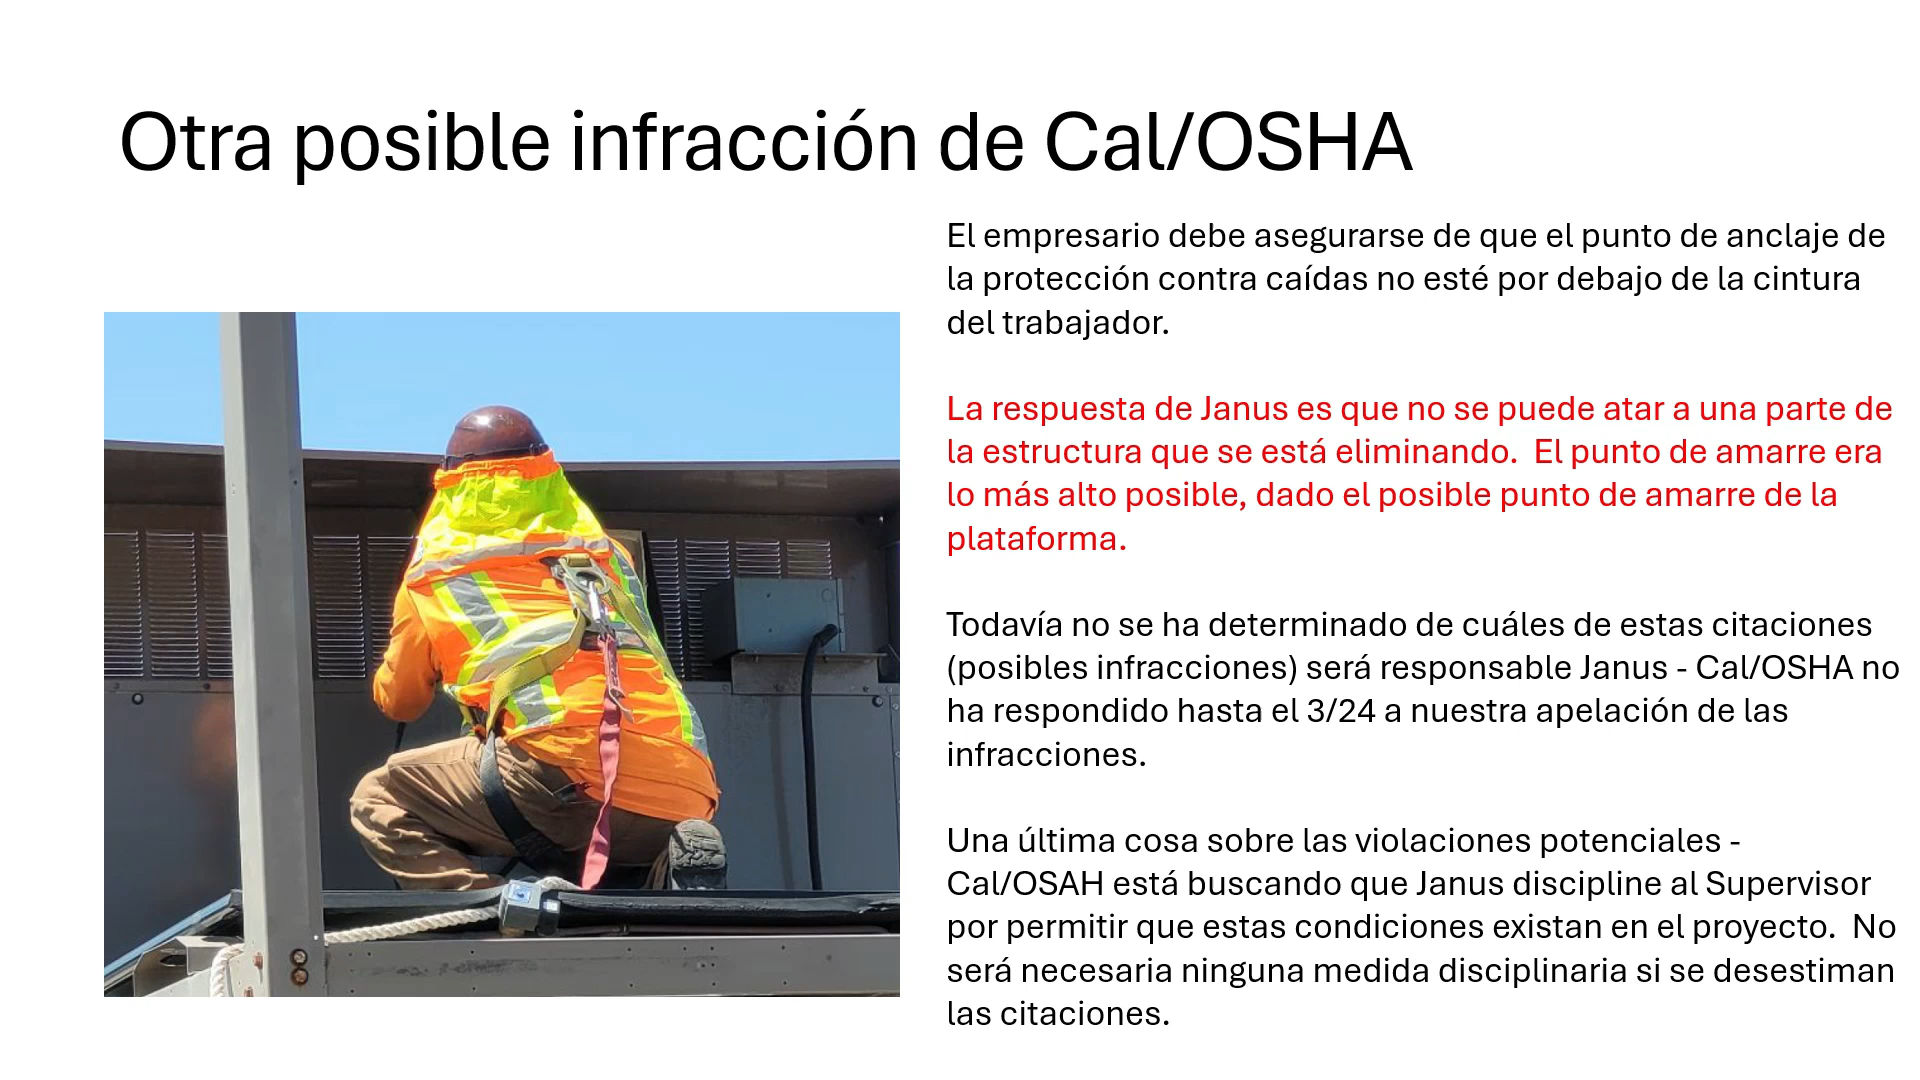 Otra posible infracción de Cal/OSHA
El empresario debe asegurarse de que el punto de anclaje de
la protección contra caídas no esté por debajo de la cintura
del trabajador.
La respuesta de Janus es que no se puede atar a una parte de
la estructura que se está eliminando.  El punto de amarre era
lo más alto posible, dado el posible punto de amarre de la
plataforma.
Todavía no se ha determinado de cuáles de estas citaciones
(posibles infracciones) será responsable Janus - Cal/OSHA no
ha respondido hasta el 3/24 a nuestra apelación de las
infracciones.
Una última cosa sobre las violaciones potenciales -
Cal/OSAH está buscando que Janus discipline al Supervisor
por permitir que estas condiciones existan en el proyecto.  No
será necesaria ninguna medida disciplinaria si se desestiman
las citaciones.